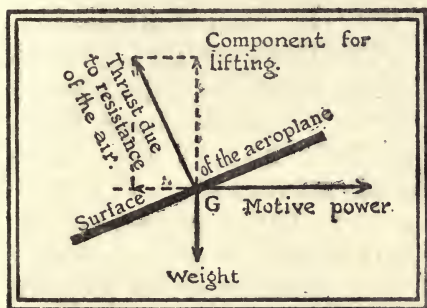 Component for
lifting.
Thrust due
to resistance
of the air.
Surface of the aeroplane
h
G Motive power.
Weight